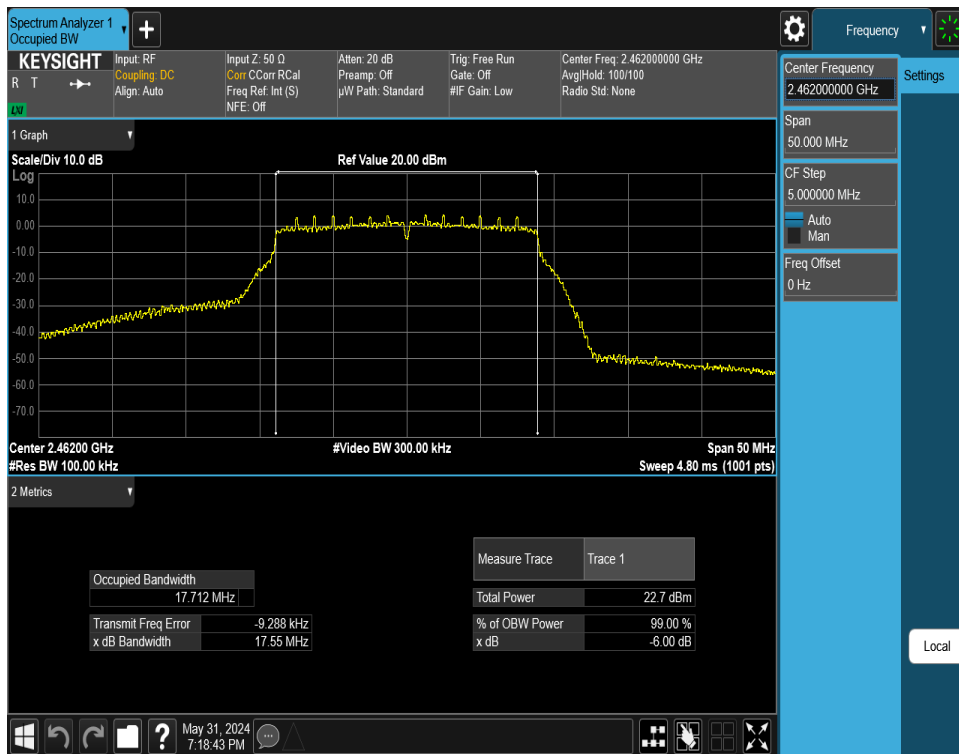 Spectrum Analyzer 1
Occupied BW
+
Frequency
KEYSIGHT
R T
LXI
Input: RF
Coupling: DC
Align: Auto
Input Z: 50 Ω
Corr CCorr RCal
Freq Ref: Int (S)
NFE: Off
Atten: 20 dB
Preamp: Off
µW Path: Standard
Trig: Free Run
Gate: Off
#IF Gain: Low
Center Freq: 2.462000000 GHz
Avg|Hold: 100/100
Radio Std: None
Center Frequency
2.462000000 GHz
Settings
Span
50.000 MHz
CF Step
5.000000 MHz
Auto
Man
Freq Offset
0 Hz
Local
1 Graph
Scale/Div 10.0 dB
Ref Value 20.00 dBm
Log
10.0
0.00
-10.0
-20.0
-30.0
-40.0
-50.0
-60.0
-70.0
Center 2.46200 GHz
#Video BW 300.00 kHz
Span 50 MHz
#Res BW 100.00 kHz
Sweep 4.80 ms (1001 pts)
2 Metrics
Occupied Bandwidth
17.712 MHz
Transmit Freq Error -9.288 kHz
x dB Bandwidth 17.55 MHz
Measure Trace Trace 1
Total Power 22.7 dBm
% of OBW Power 99.00 %
x dB -6.00 dB
?
May 31, 2024
7:18:43 PM